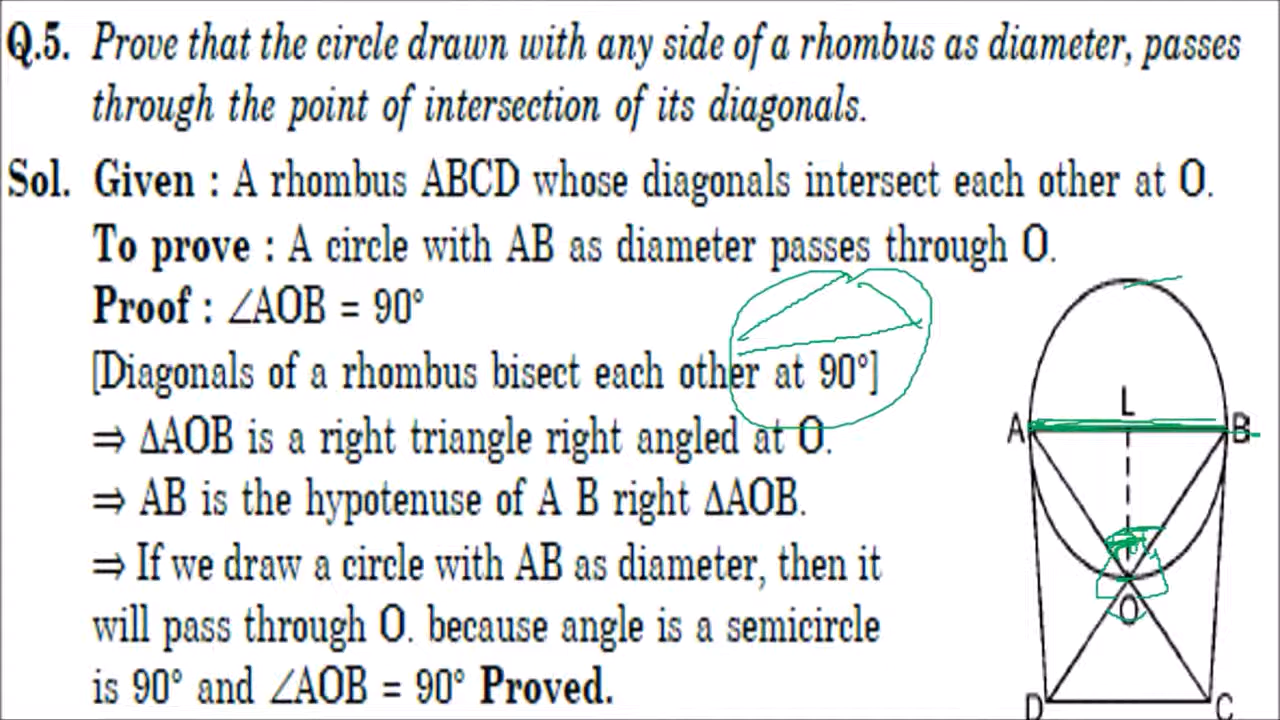 Q.5. Prove that the circle drawn with any side of a rhombus as diameter, passes
through the point of intersection of its diagonals.
Sol. Given : A rhombus ABCD whose diagonals intersect each other at O.
To prove : A circle with AB as diameter passes through O.
Proof : ∠AOB = 90°
[Diagonals of a rhombus bisect each other at 90°]
⇒ ΔAOB is a right triangle right angled at O.
⇒ AB is the hypotenuse of A B right ΔAOB.
⇒ If we draw a circle with AB as diameter, then it
will pass through O. because angle is a semicircle
is 90° and ∠AOB = 90° Proved.
L
A B
O
D C